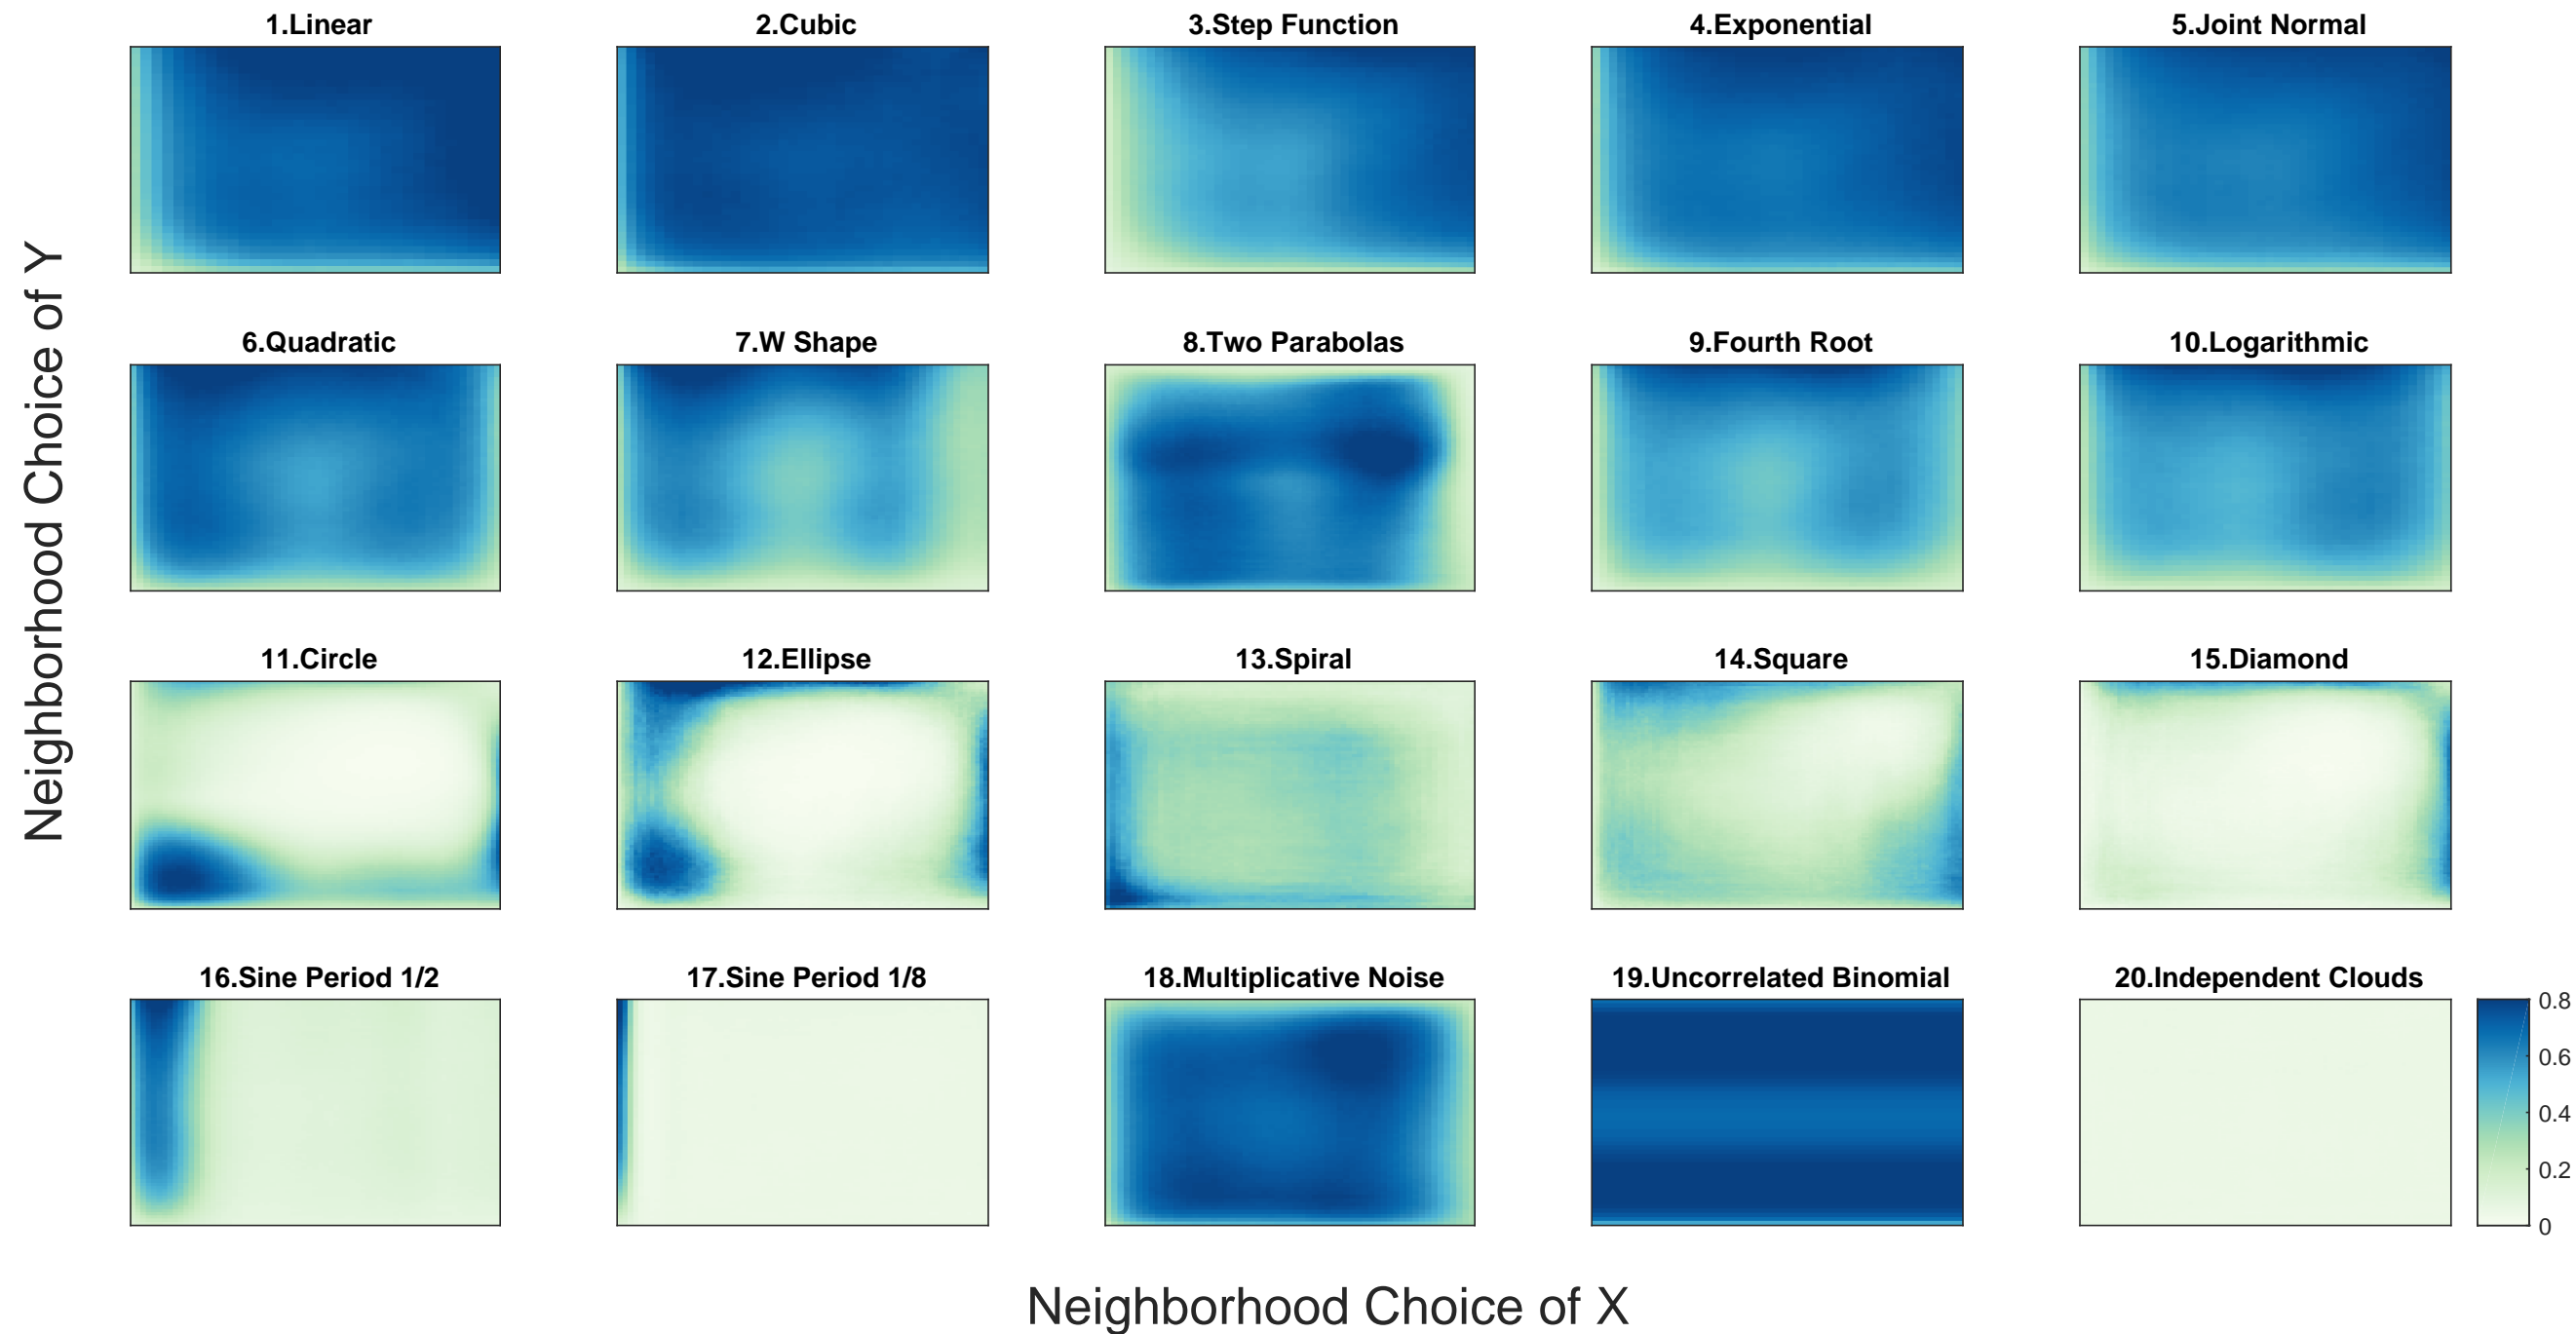 1.Linear
2.Cubic
3.Step Function
4.Exponential
5.Joint Normal
Neighborhood Choice of Y
6.Quadratic
7.W Shape
8.Two Parabolas
9.Fourth Root
10.Logarithmic
11.Circle
12.Ellipse
13.Spiral
14.Square
15.Diamond
16.Sine Period 1/2
17.Sine Period 1/8
18.Multiplicative Noise
19.Uncorrelated Binomial
20.Independent Clouds
0.8
0.6
0.4
0.2
0
Neighborhood Choice of X